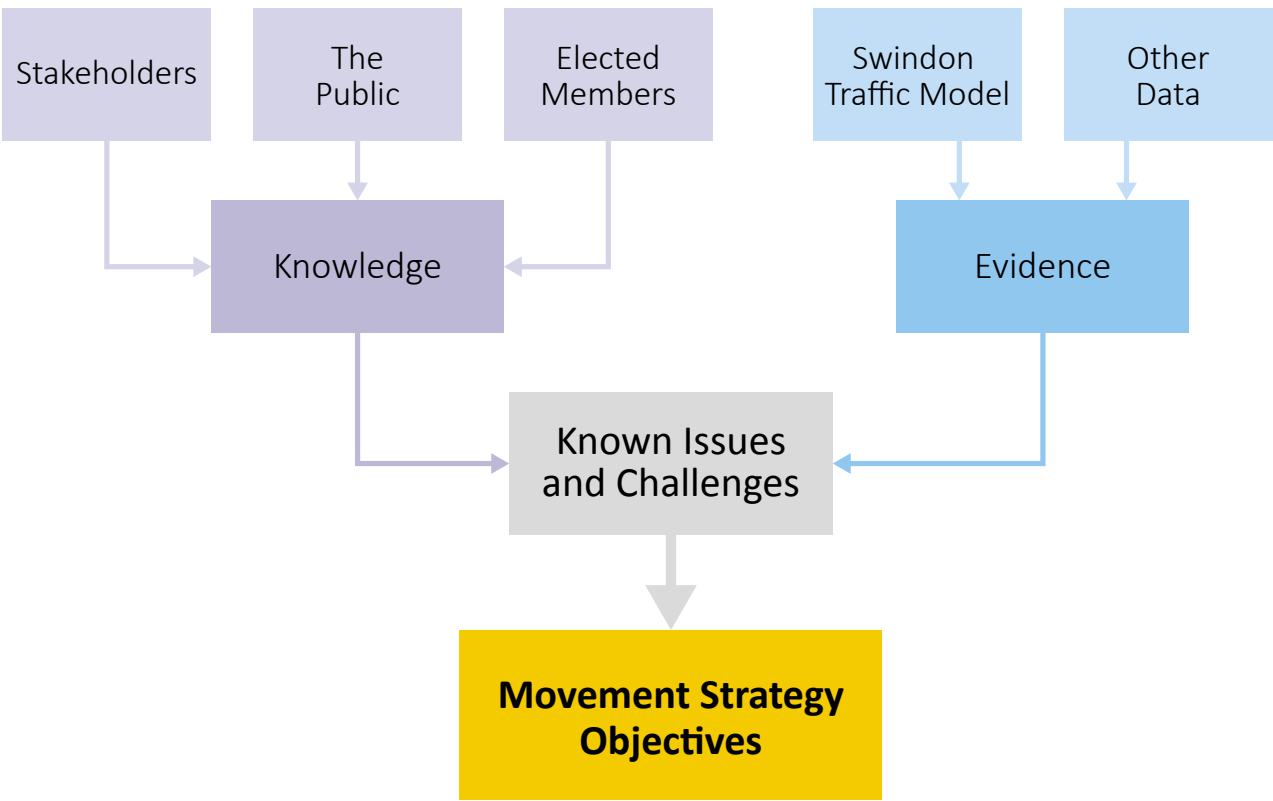 Stakeholders
The
Public
Elected
Members
Swindon
Traffic Model
Other
Data
Knowledge
Evidence
Known Issues
and Challenges
Movement Strategy
Objectives